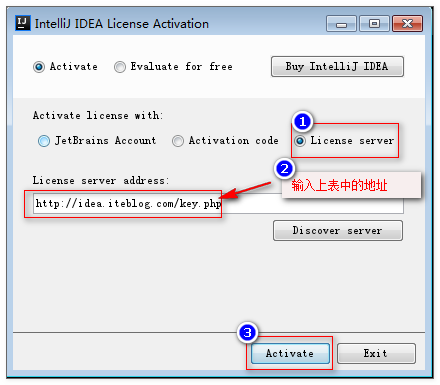 IntelliJ IDEA License Activation
Activate Evaluate for free Buy IntelliJ IDEA
Activate license with:
1
JetBrains Account Activation code License server
2
License server address:
输入上表中的地址
http://idea.iteblog.com/key.php
Discover server
3
Activate Exit